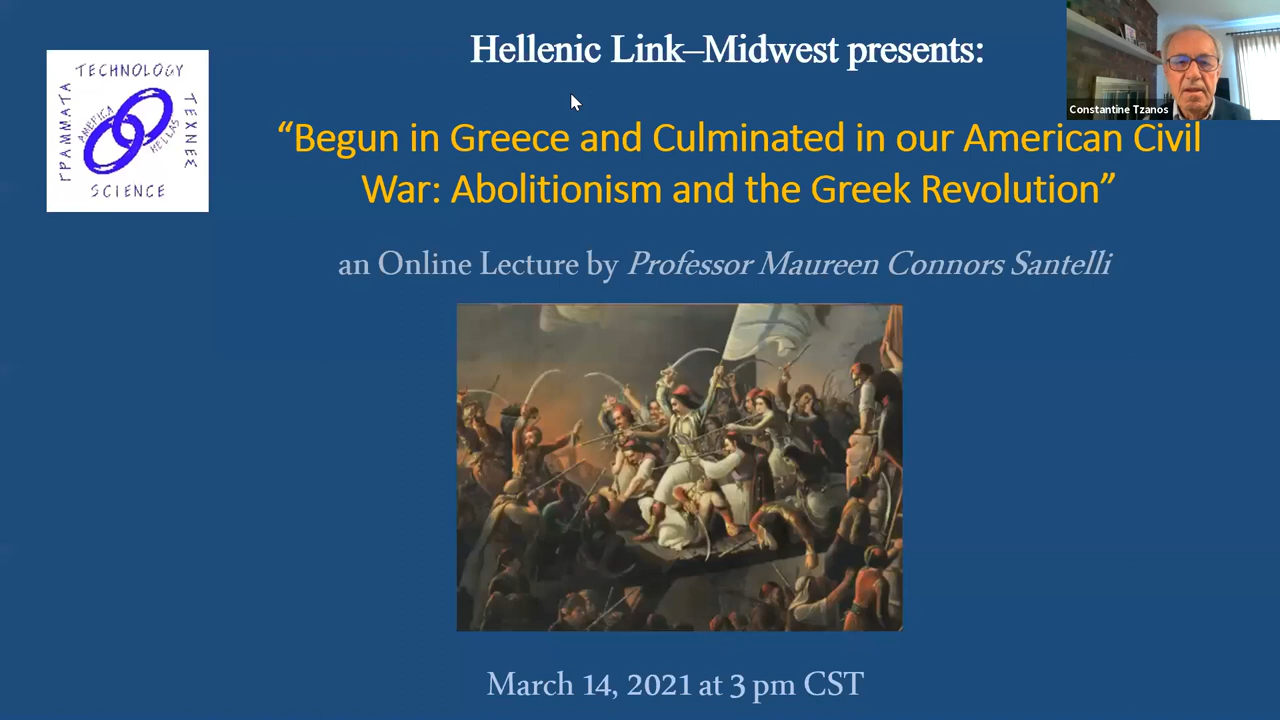 Hellenic Link–Midwest presents:
TECHNOLOGY
ΓΡΑΜΜΑΤΑ
AMERICA
HELLAS
ΤΕΧΝΕΣ
SCIENCE
Constantine Tzanos
“Begun in Greece and Culminated in our American Civil
War: Abolitionism and the Greek Revolution”
an Online Lecture by Professor Maureen Connors Santelli
March 14, 2021 at 3 pm CST